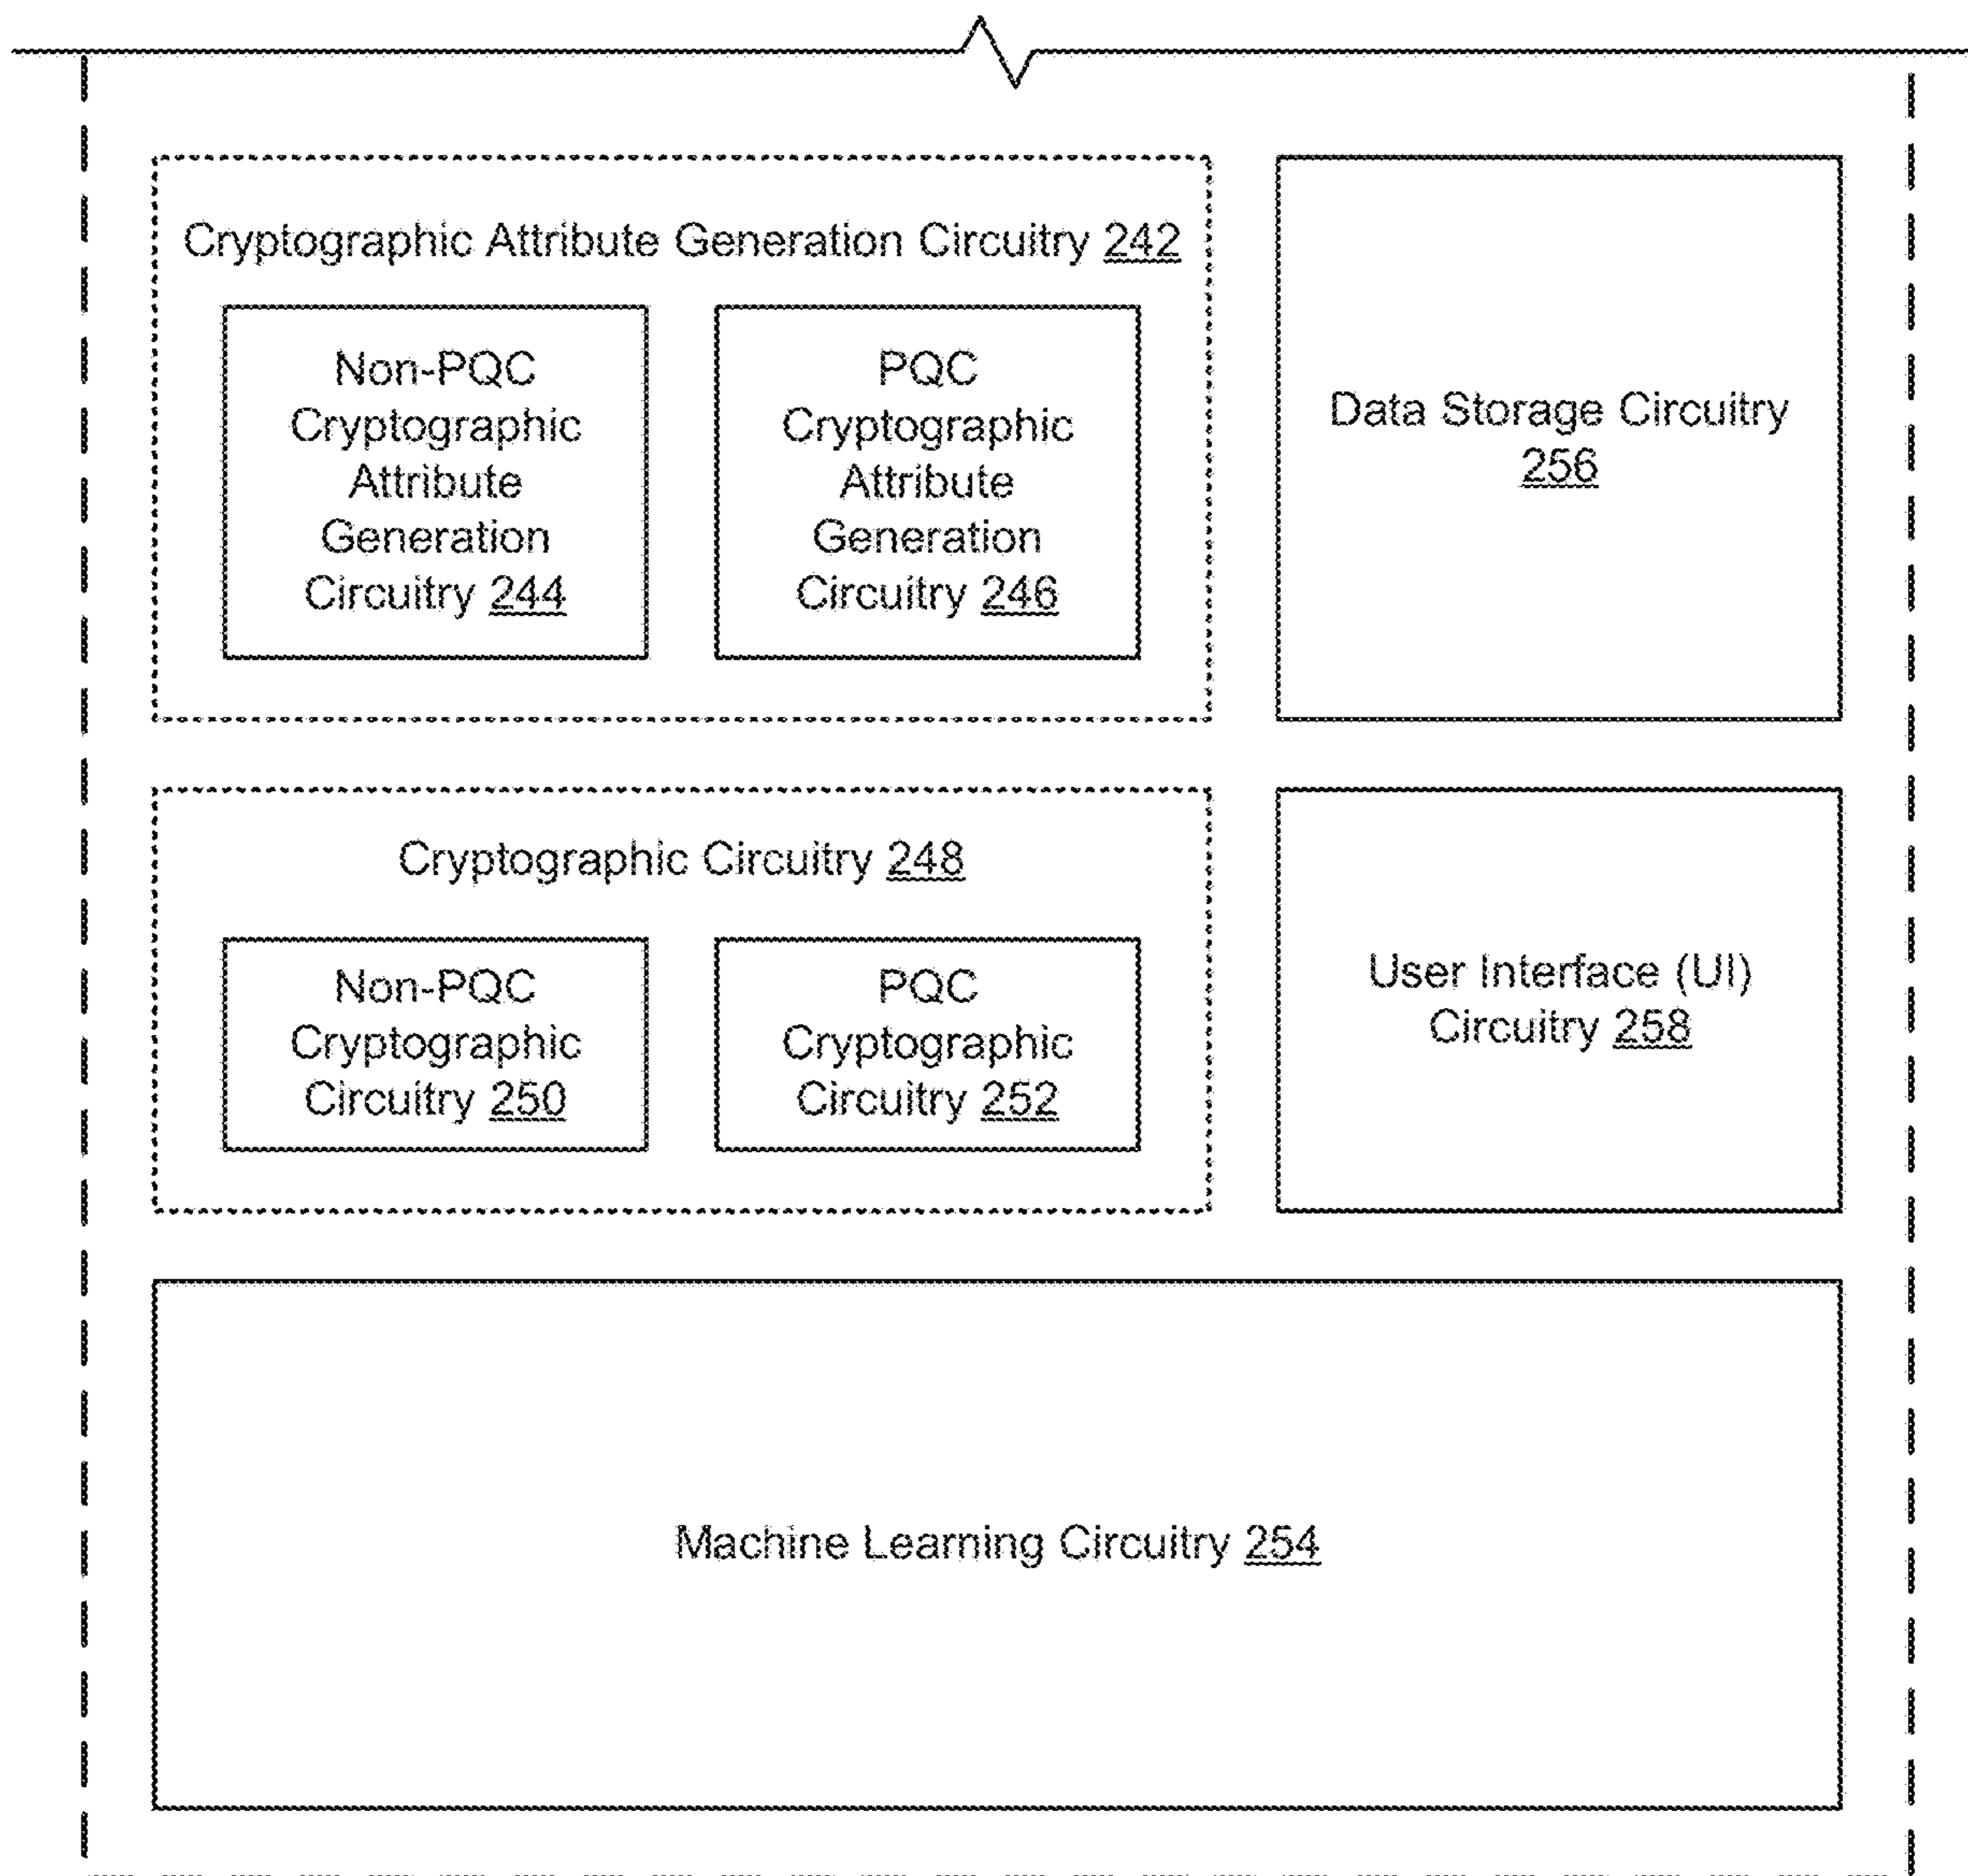 Cryptographic Attribute Generation Circuitry 242
Non-PQC
Cryptographic
Attribute
Generation
Circuitry 244
PQC
Cryptographic
Attribute
Generation
Circuitry 246
Data Storage Circuitry
256
Cryptographic Circuitry 248
Non-PQC
Cryptographic
Circuitry 250
PQC
Cryptographic
Circuitry 252
User Interface (UI)
Circuitry 258
Machine Learning Circuitry 254